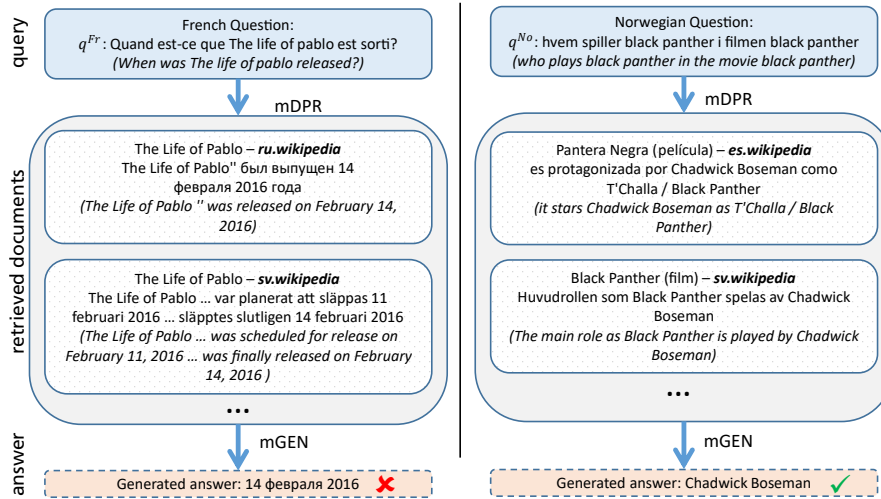 query
French Question:
q^Fr: Quand est-ce que The life of pablo est sorti?
(When was The life of pablo released?)
mDPR
retrieved documents
The Life of Pablo – ru.wikipedia
The Life of Pablo'' был выпущен 14
февраля 2016 года
(The Life of Pablo '' was released on February 14,
2016)
The Life of Pablo – sv.wikipedia
The Life of Pablo ... var planerat att släppas 11
februari 2016 ... släpptes slutligen 14 februari 2016
(The Life of Pablo ... was scheduled for release on
February 11, 2016 ... was finally released on February
14, 2016 )
...
mGEN
answer
Generated answer: 14 февраля 2016 ✘
Norwegian Question:
q^No: hvem spiller black panther i filmen black panther
(who plays black panther in the movie black panther)
mDPR
Pantera Negra (película) – es.wikipedia
es protagonizada por Chadwick Boseman como
T'Challa / Black Panther
(it stars Chadwick Boseman as T'Challa / Black
Panther)
Black Panther (film) – sv.wikipedia
Huvudrollen som Black Panther spelas av Chadwick
Boseman
(The main role as Black Panther is played by Chadwick
Boseman)
...
mGEN
Generated answer: Chadwick Boseman ✓